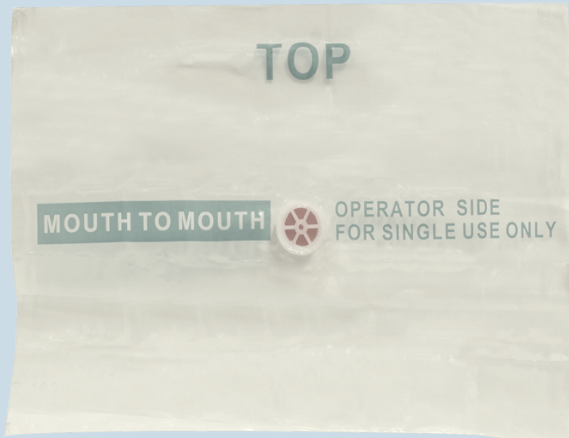 TOP
MOUTH TO MOUTH
OPERATOR SIDE
FOR SINGLE USE ONLY